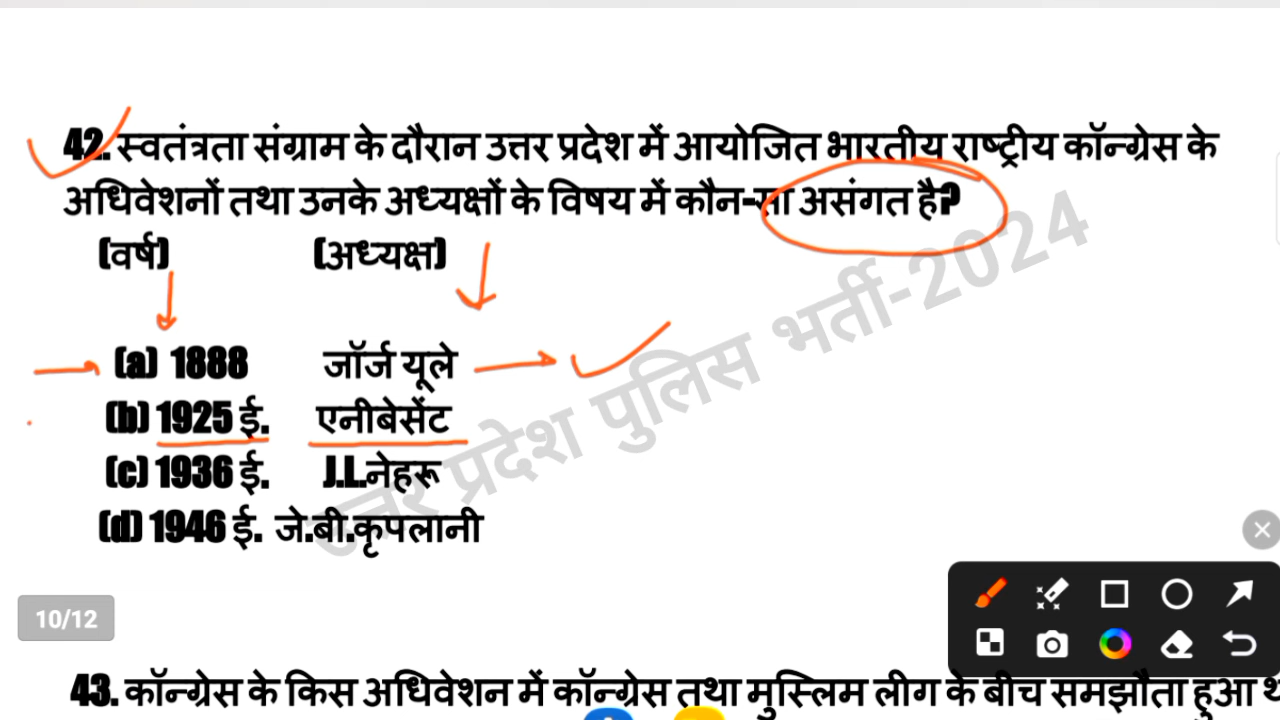 42. स्वतंत्रता संग्राम के दौरान उत्तर प्रदेश में आयोजित भारतीय राष्ट्रीय कॉन्ग्रेस के
अधिवेशनों तथा उनके अध्यक्षों के विषय में कौन-सा असंगत है?
(वर्ष) (अध्यक्ष)
(a) 1888 जॉर्ज यूले
(b) 1925 ई. एनीबेसेंट
(c) 1936 ई. J.L.नेहरू
(d) 1946 ई. जे.बी.कृपलानी
उत्तर प्रदेश पुलिस भर्ती-2024
10/12
43. कॉन्ग्रेस के किस अधिवेशन में कॉन्ग्रेस तथा मुस्लिम लीग के बीच समझौता हुआ